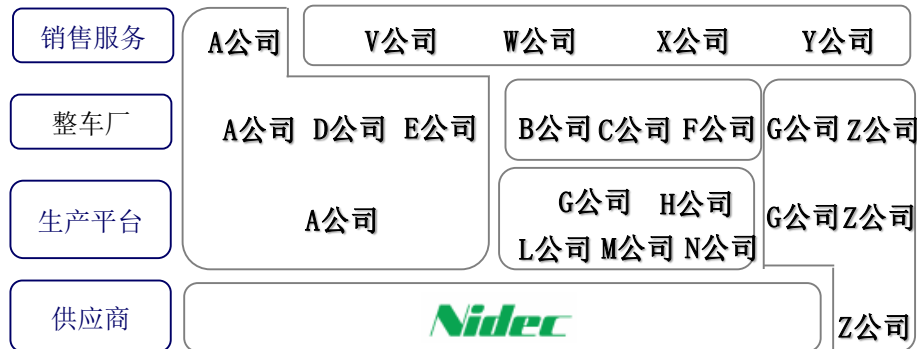 销售服务 A公司 V公司 W公司 X公司 Y公司
整车厂 A公司 D公司 E公司 B公司 C公司 F公司 G公司 Z公司
生产平台 A公司 G公司 H公司 G公司 Z公司
L公司 M公司 N公司
供应商 Nidec Z公司